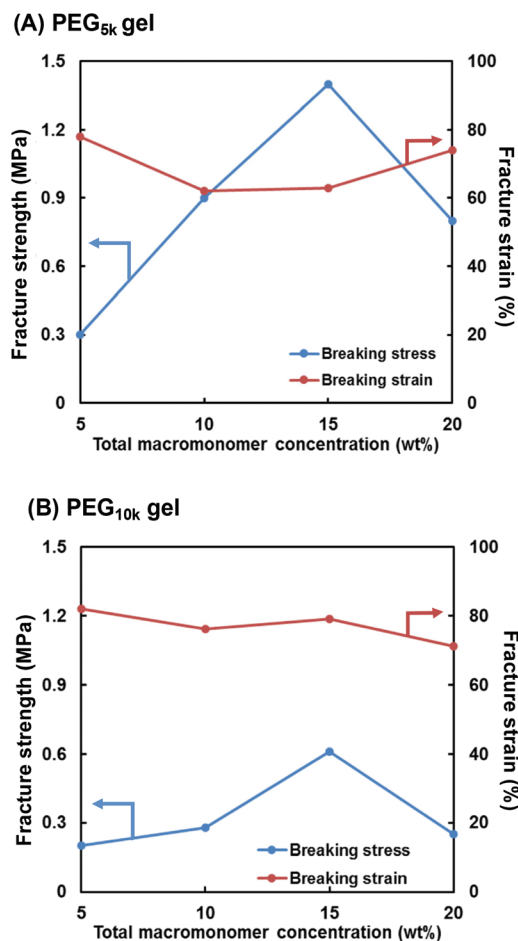 (A) PEG5k gel
Fracture strength (MPa)
1.5
1.2
0.9
0.6
0.3
0
100
80
60
40
20
0
Fracture strain (%)
Breaking stress
Breaking strain
5 10 15 20
Total macromonomer concentration (wt%)
(B) PEG10k gel
Fracture strength (MPa)
1.5
1.2
0.9
0.6
0.3
0
100
80
60
40
20
0
Fracture strain (%)
Breaking stress
Breaking strain
5 10 15 20
Total macromonomer concentration (wt%)